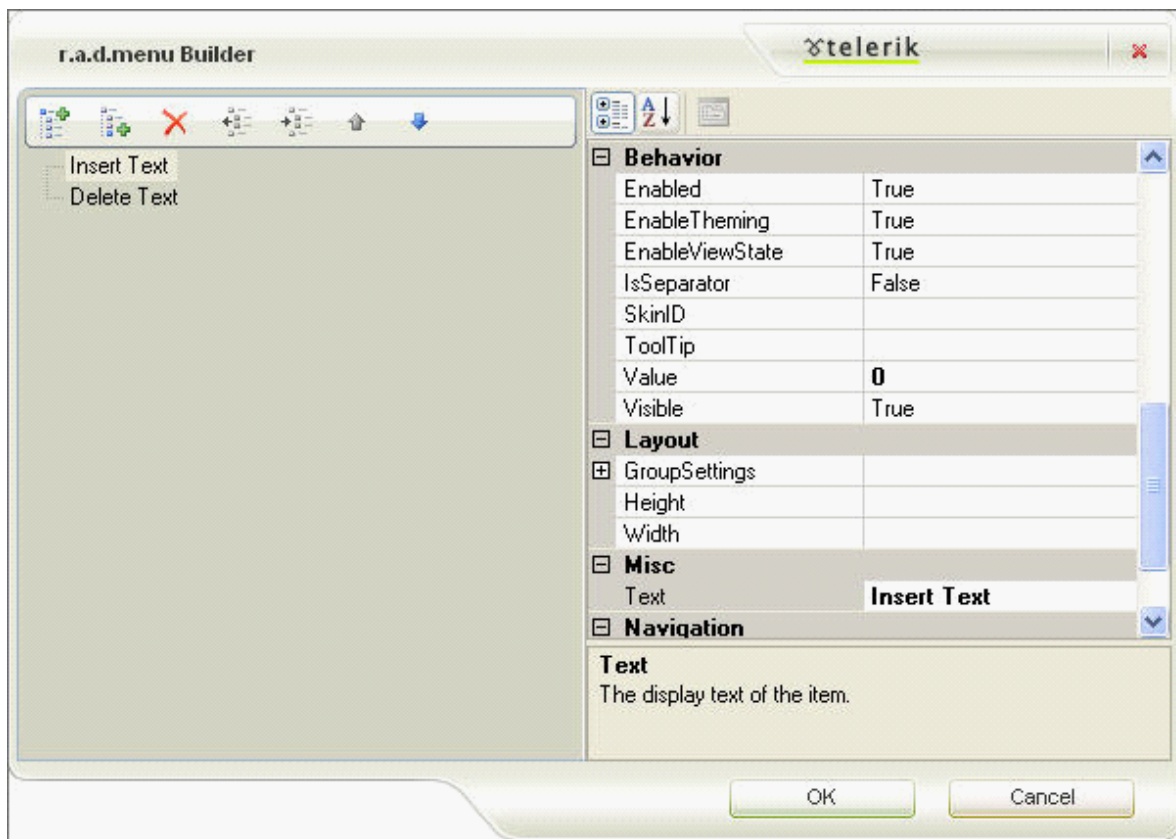 r.a.d.menu Builder
telerik
A
Z
Insert Text
Delete Text
Behavior
Enabled True
EnableTheming True
EnableViewState True
IsSeparator False
SkinID
ToolTip
Value 0
Visible True
Layout
GroupSettings
Height
Width
Misc
Text Insert Text
Navigation
Text
The display text of the item.
OK Cancel